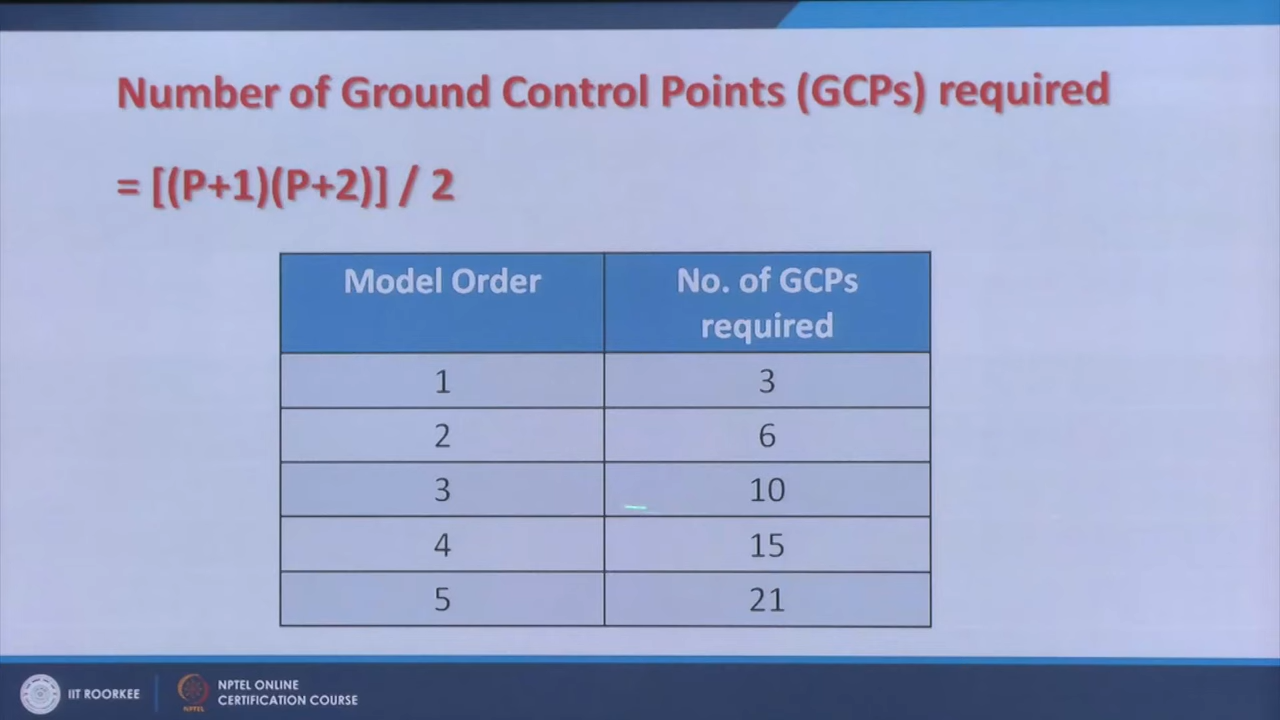 Number of Ground Control Points (GCPs) required
= [(P+1)(P+2)] / 2
Model Order
No. of GCPs
required
1
3
2
6
3
10
4
15
5
21
IIT ROORKEE
NPTEL
NPTEL ONLINE
CERTIFICATION COURSE